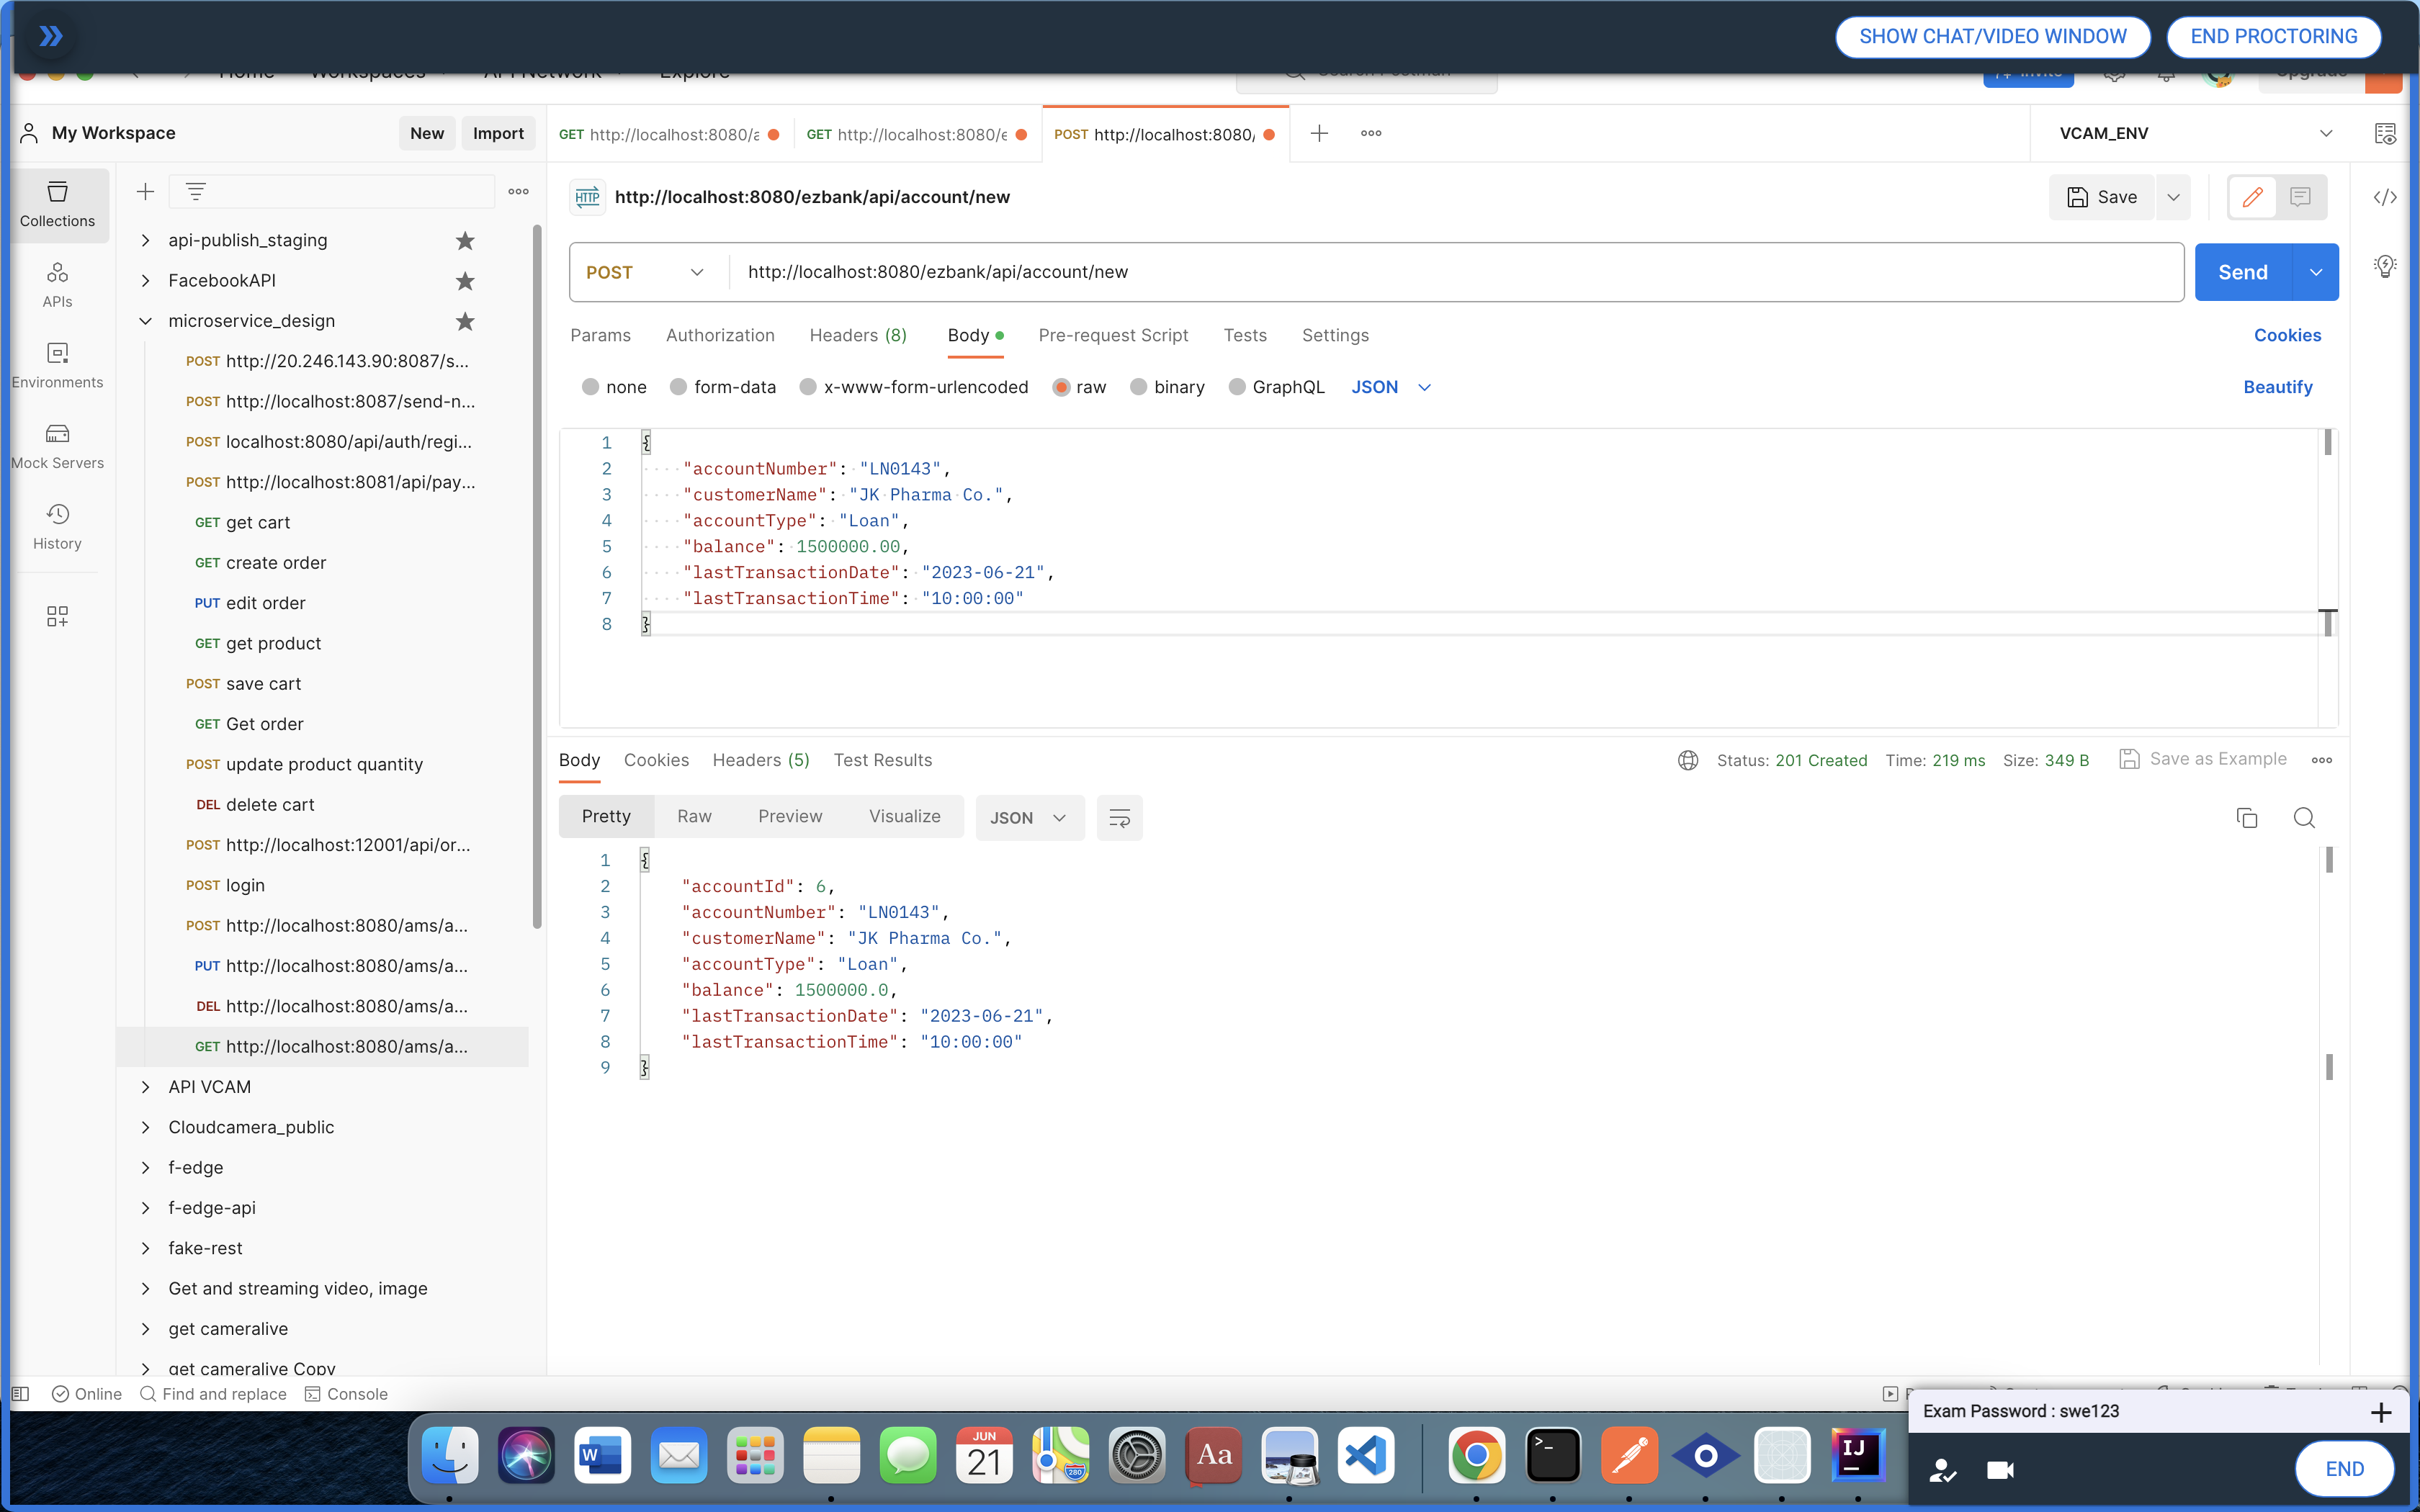 SHOW CHAT/VIDEO WINDOW
END PROCTORING
Home Workspaces API Network Explore
Search Postman
Invite
Upgrade
My Workspace
New
Import
GET http://localhost:8080/
GET http://localhost:8080/
POST http://localhost:8080/
VCAM_ENV
Collections
APIs
Environments
Mock Servers
History
api-publish_staging
FacebookAPI
microservice_design
POST http://20.246.143.90:8087/s...
POST http://localhost:8087/send-n...
POST localhost:8080/api/auth/regi...
POST http://localhost:8081/api/pay...
GET get cart
GET create order
PUT edit order
GET get product
POST save cart
GET Get order
POST update product quantity
DEL delete cart
POST http://localhost:12001/api/or...
POST login
POST http://localhost:8080/ams/a...
PUT http://localhost:8080/ams/a...
DEL http://localhost:8080/ams/a...
GET http://localhost:8080/ams/a...
API VCAM
Cloudcamera_public
f-edge
f-edge-api
fake-rest
Get and streaming video, image
get cameralive
get cameralive Copy
HTTP http://localhost:8080/ezbank/api/account/new
Save
POST http://localhost:8080/ezbank/api/account/new
Send
Params Authorization Headers (8) Body Pre-request Script Tests Settings Cookies
none form-data x-www-form-urlencoded raw binary GraphQL JSON Beautify
1 {
2 "accountNumber": "LN0143",
3 "customerName": "JK Pharma Co.",
4 "accountType": "Loan",
5 "balance": 1500000.00,
6 "lastTransactionDate": "2023-06-21",
7 "lastTransactionTime": "10:00:00"
8 }
Body Cookies Headers (5) Test Results
Status: 201 Created Time: 219 ms Size: 349 B Save as Example
Pretty Raw Preview Visualize JSON
1 {
2 "accountId": 6,
3 "accountNumber": "LN0143",
4 "customerName": "JK Pharma Co.",
5 "accountType": "Loan",
6 "balance": 1500000.0,
7 "lastTransactionDate": "2023-06-21",
8 "lastTransactionTime": "10:00:00"
9 }
Online Find and replace Console
Exam Password : swe123
END
W
JUN
21
280
Aa
IJ